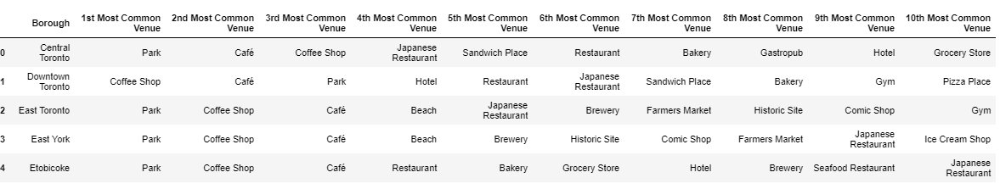 Borough 1st Most Common Venue 2nd Most Common Venue 3rd Most Common Venue 4th Most Common Venue 5th Most Common Venue 6th Most Common Venue 7th Most Common Venue 8th Most Common Venue 9th Most Common Venue 10th Most Common Venue
0 Central Toronto Park Café Coffee Shop Japanese Restaurant Sandwich Place Restaurant Bakery Gastropub Hotel Grocery Store
1 Downtown Toronto Coffee Shop Café Park Hotel Restaurant Japanese Restaurant Sandwich Place Bakery Gym Pizza Place
2 East Toronto Park Coffee Shop Café Beach Japanese Restaurant Brewery Farmers Market Historic Site Comic Shop Gym
3 East York Park Coffee Shop Café Beach Brewery Historic Site Comic Shop Farmers Market Japanese Restaurant Ice Cream Shop
4 Etobicoke Park Coffee Shop Café Restaurant Bakery Grocery Store Hotel Brewery Seafood Restaurant Japanese Restaurant